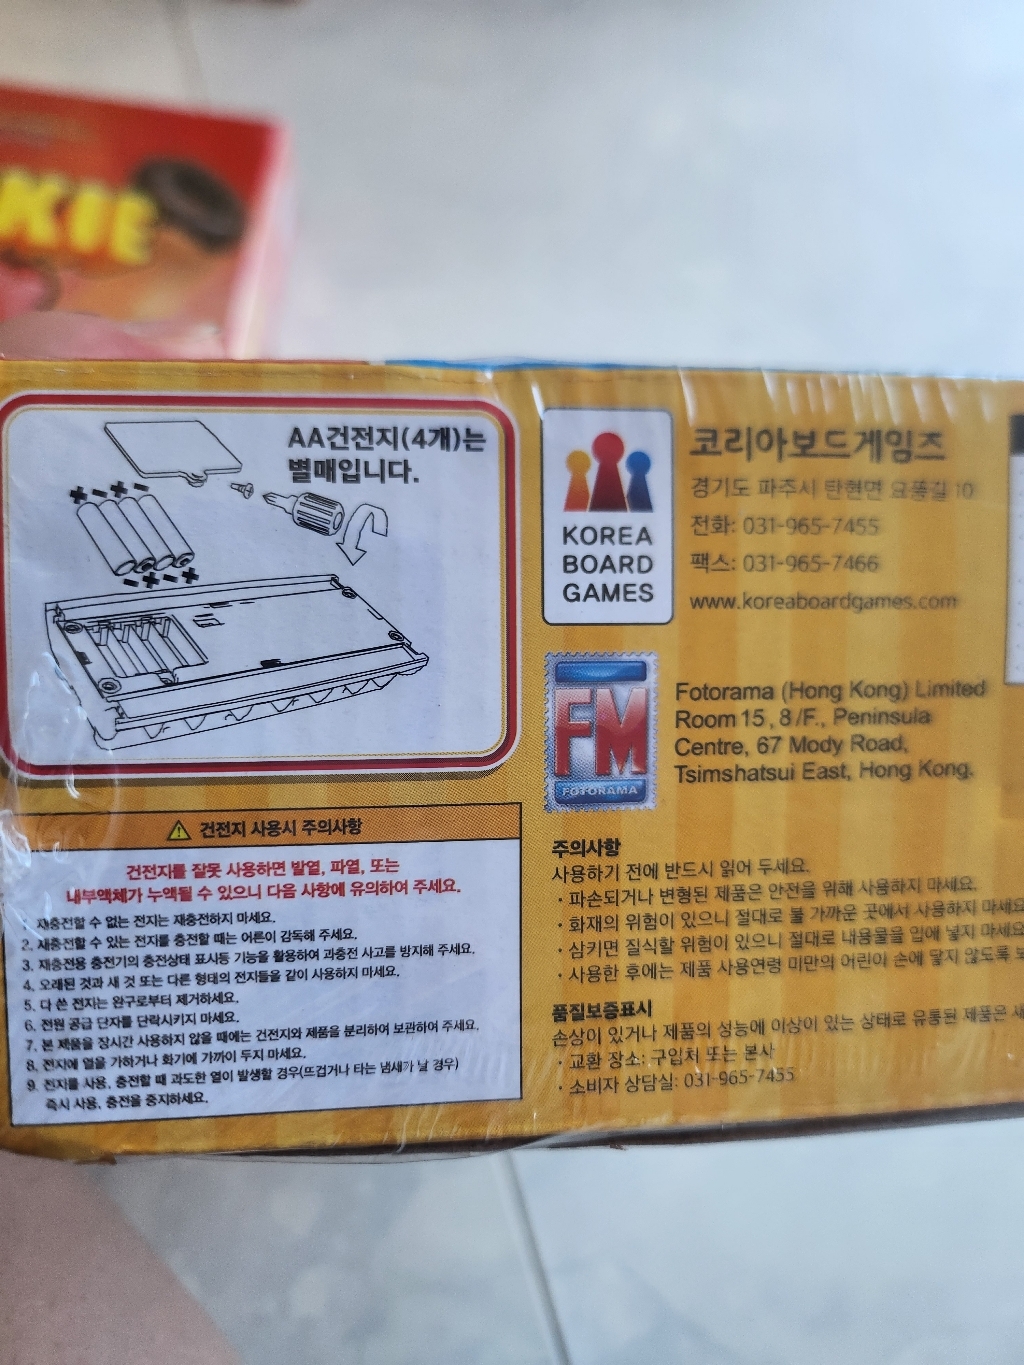 KIE
AA건전지(4개)는
별매입니다.
KOREA
BOARD
GAMES
코리아보드게임즈
경기도 파주시 탄현면 요풍길 10
전화: 031-965-7455
팩스: 031-965-7466
www.koreaboardgames.com
FM
FOTORAMA
Fotorama (Hong Kong) Limited
Room 15, 8/F., Peninsula
Centre, 67 Mody Road,
Tsimshatsui East, Hong Kong.
건전지 사용시 주의사항
건전지를 잘못 사용하면 발열, 파열, 또는
내부액체가 누액될 수 있으니 다음 사항에 유의하여 주세요.
1. 재충전할 수 없는 전지는 재충전하지 마세요.
2. 재충전할 수 있는 전지를 충전할 때는 어른이 감독해 주세요.
3. 재충전용 충전기의 충전상태 표시등 기능을 활용하여 과충전 사고를 방지해 주세요.
4. 오래된 것과 새 것 또는 다른 형태의 전지들을 같이 사용하지 마세요.
5. 다 쓴 전지는 완구로부터 제거하세요.
6. 전원 공급 단자를 단락시키지 마세요.
7. 본 제품을 장시간 사용하지 않을 때에는 건전지와 제품을 분리하여 보관하여 주세요.
8. 전지에 열을 가하거나 화기에 가까이 두지 마세요.
9. 전지를 사용, 충전할 때 과도한 열이 발생할 경우(뜨겁거나 타는 냄새가 날 경우)
즉시 사용, 충전을 중지하세요.
주의사항
사용하기 전에 반드시 읽어 두세요.
· 파손되거나 변형된 제품은 안전을 위해 사용하지 마세요.
· 화재의 위험이 있으니 절대로 불 가까운 곳에서 사용하지 마세요
· 삼키면 질식할 위험이 있으니 절대로 내용물을 입에 넣지 마세요
· 사용한 후에는 제품 사용연령 미만의 어린이 손에 닿지 않도록
품질보증표시
손상이 있거나 제품의 성능에 이상이 있는 상태로 유통된 제품은
· 교환 장소: 구입처 또는 본사
· 소비자 상담실: 031-965-7455